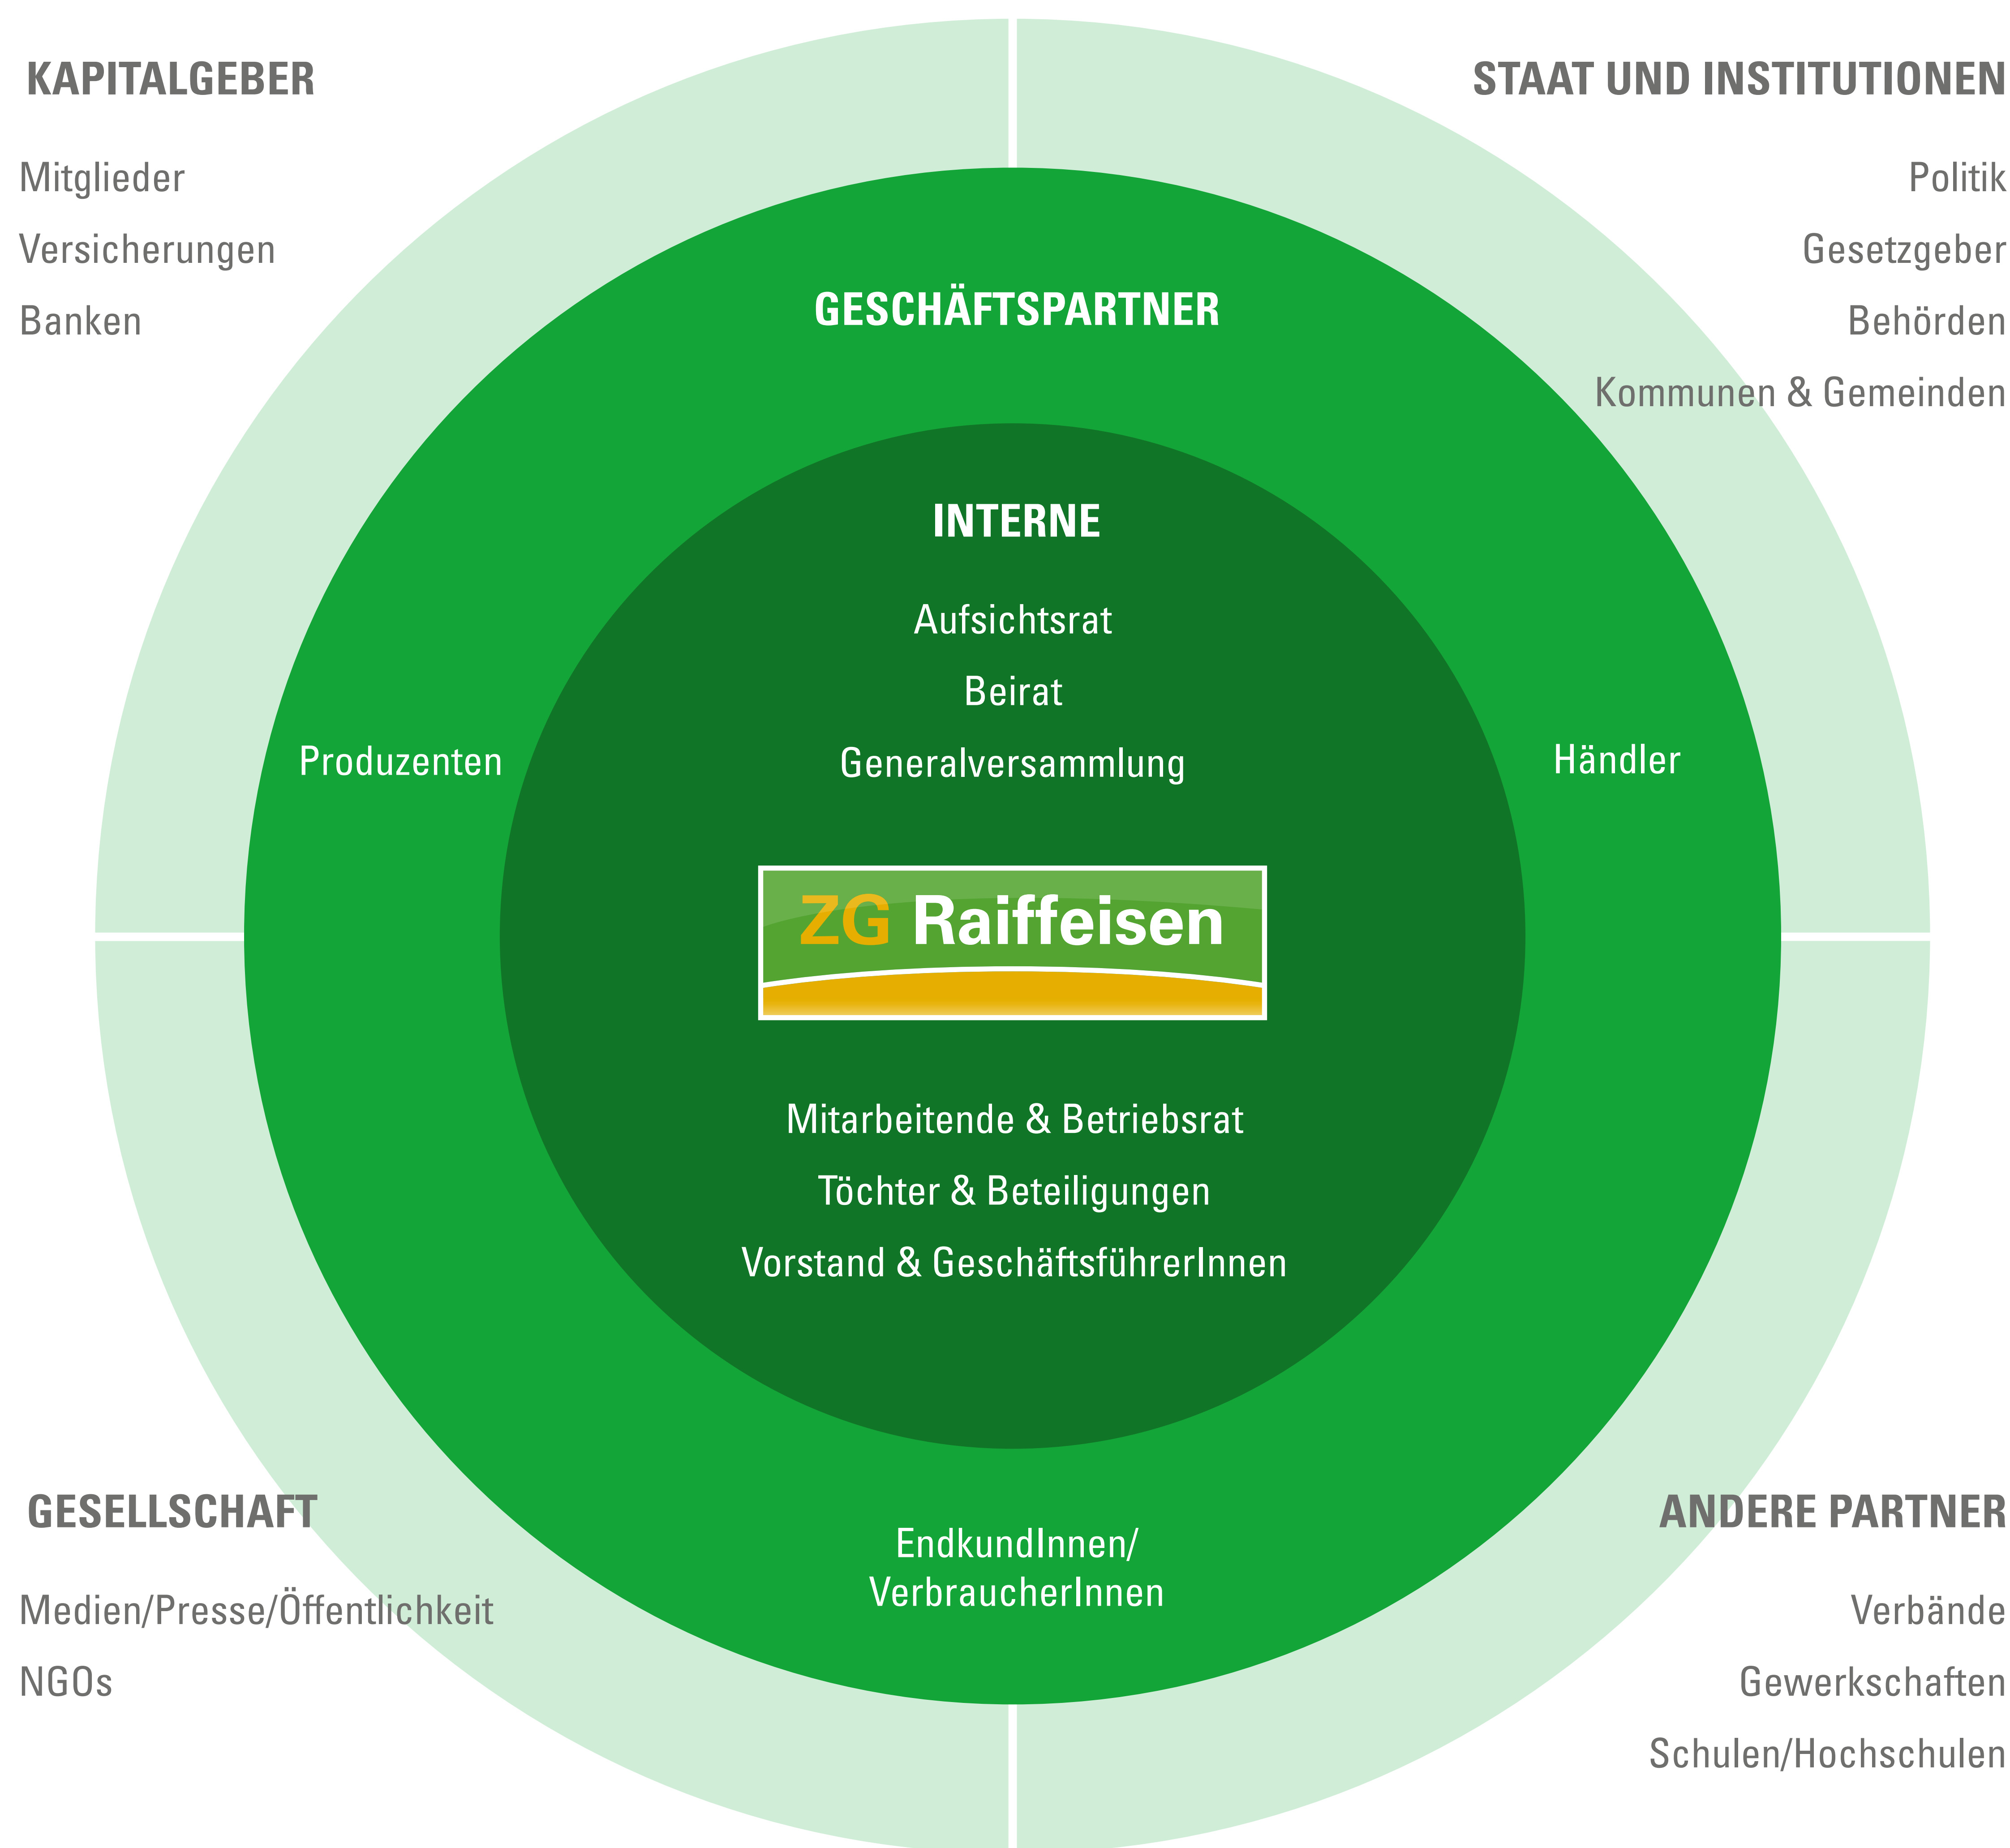 KAPITALGEBER
Mitglieder
Versicherungen
Banken
STAAT UND INSTITUTIONEN
Politik
Gesetzgeber
Behörden
Kommunen & Gemeinden
GESCHÄFTSPARTNER
Produzenten
Händler
INTERNE
Aufsichtsrat
Beirat
Generalversammlung
ZG Raiffeisen
Mitarbeitende & Betriebsrat
Töchter & Beteiligungen
Vorstand & GeschäftsführerInnen
EndkundInnen/
VerbraucherInnen
GESELLSCHAFT
Medien/Presse/Öffentlichkeit
NGOs
ANDERE PARTNER
Verbände
Gewerkschaften
Schulen/Hochschulen